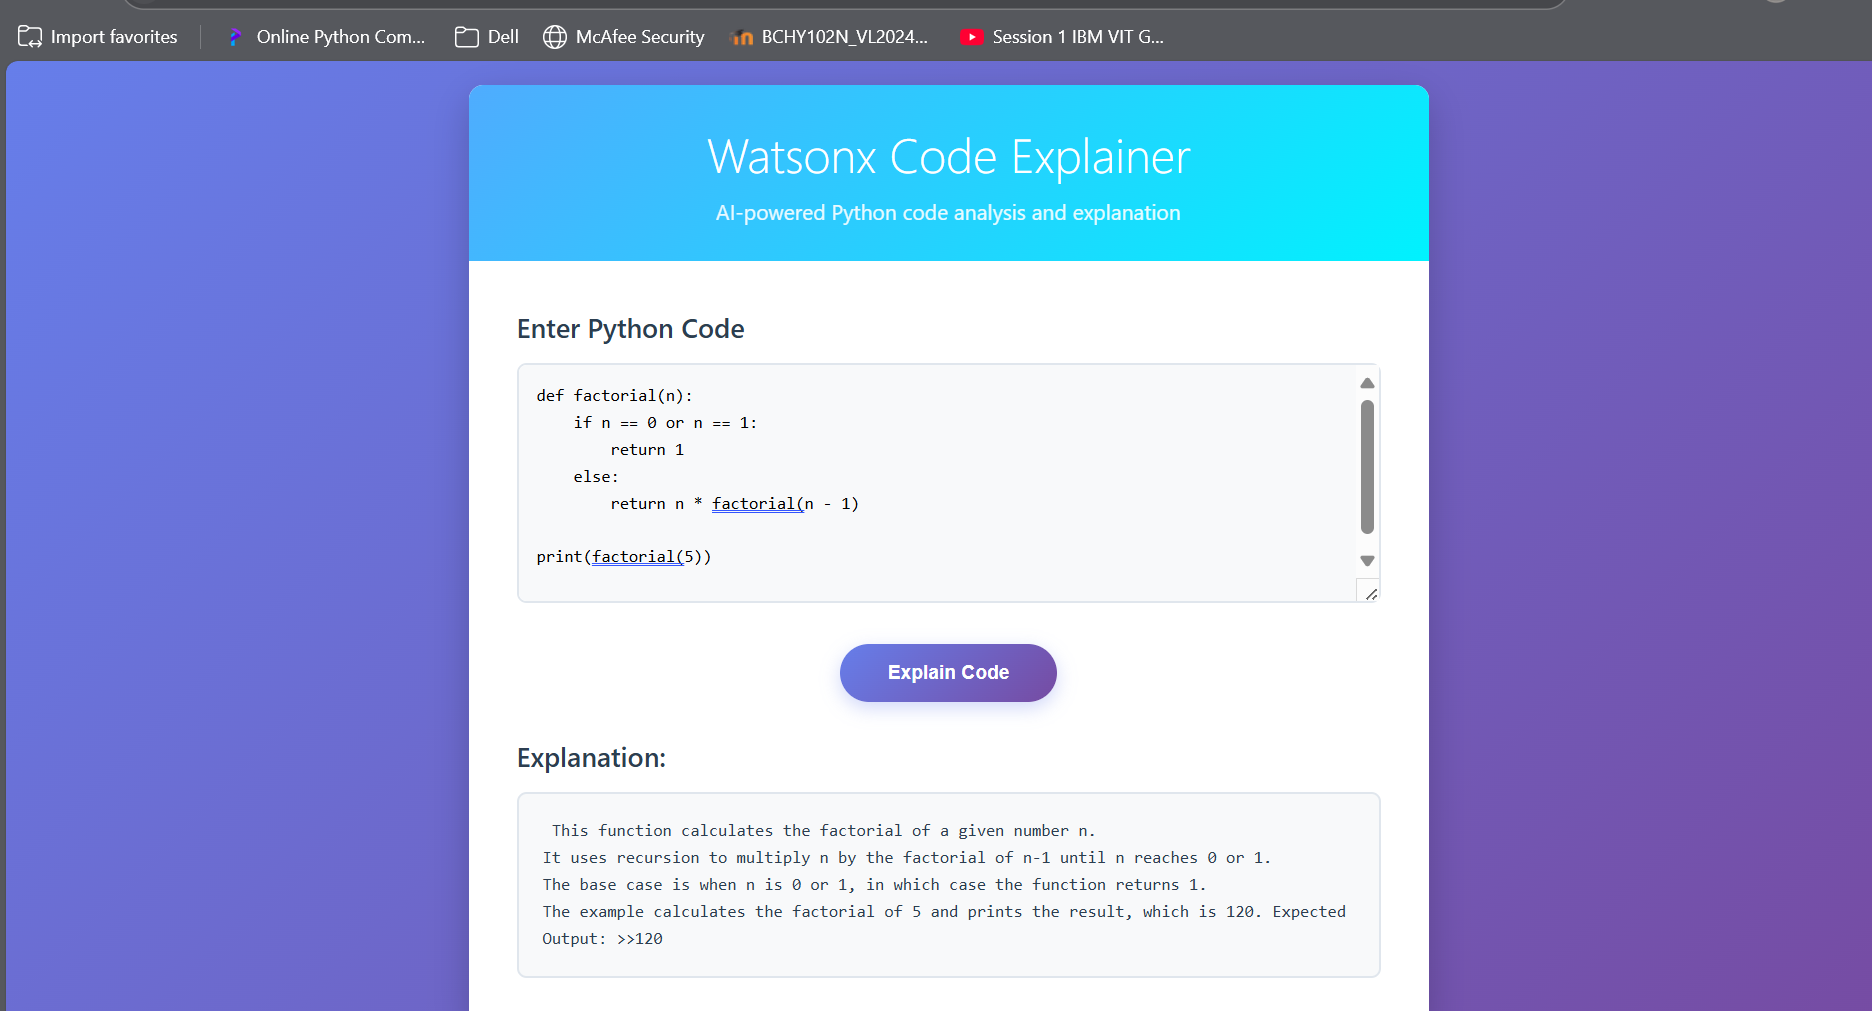 Import favorites
Online Python Com...
Dell
McAfee Security
BCHY102N_VL2024...
Session 1 IBM VIT G...
Watsonx Code Explainer
AI-powered Python code analysis and explanation
Enter Python Code
def factorial(n):
    if n == 0 or n == 1:
        return 1
    else:
        return n * factorial(n - 1)
print(factorial(5))
Explain Code
Explanation:
This function calculates the factorial of a given number n.
It uses recursion to multiply n by the factorial of n-1 until n reaches 0 or 1.
The base case is when n is 0 or 1, in which case the function returns 1.
The example calculates the factorial of 5 and prints the result, which is 120. Expected
Output: >>120